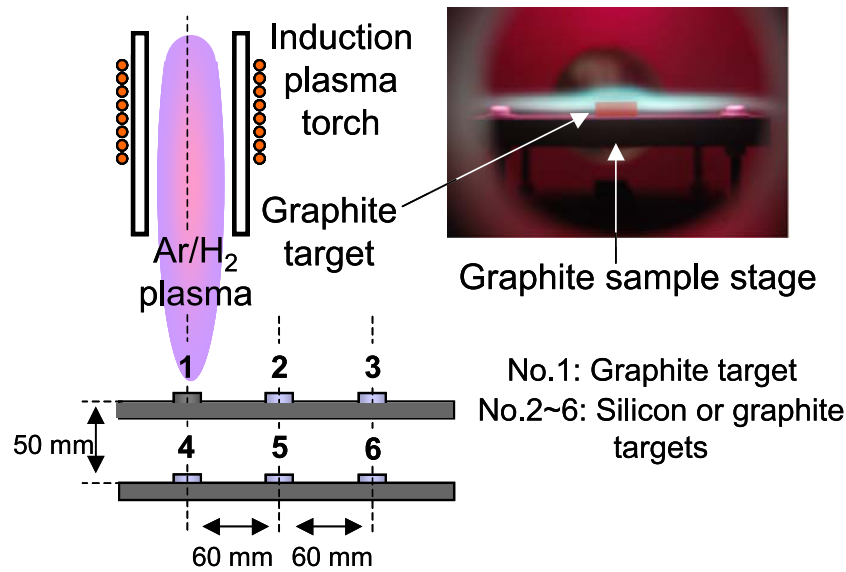 Induction
plasma
torch
Graphite
target
Ar/H₂
plasma
Graphite sample stage
1 2 3
No.1: Graphite target
No.2~6: Silicon or graphite
targets
50 mm
4 5 6
60 mm 60 mm